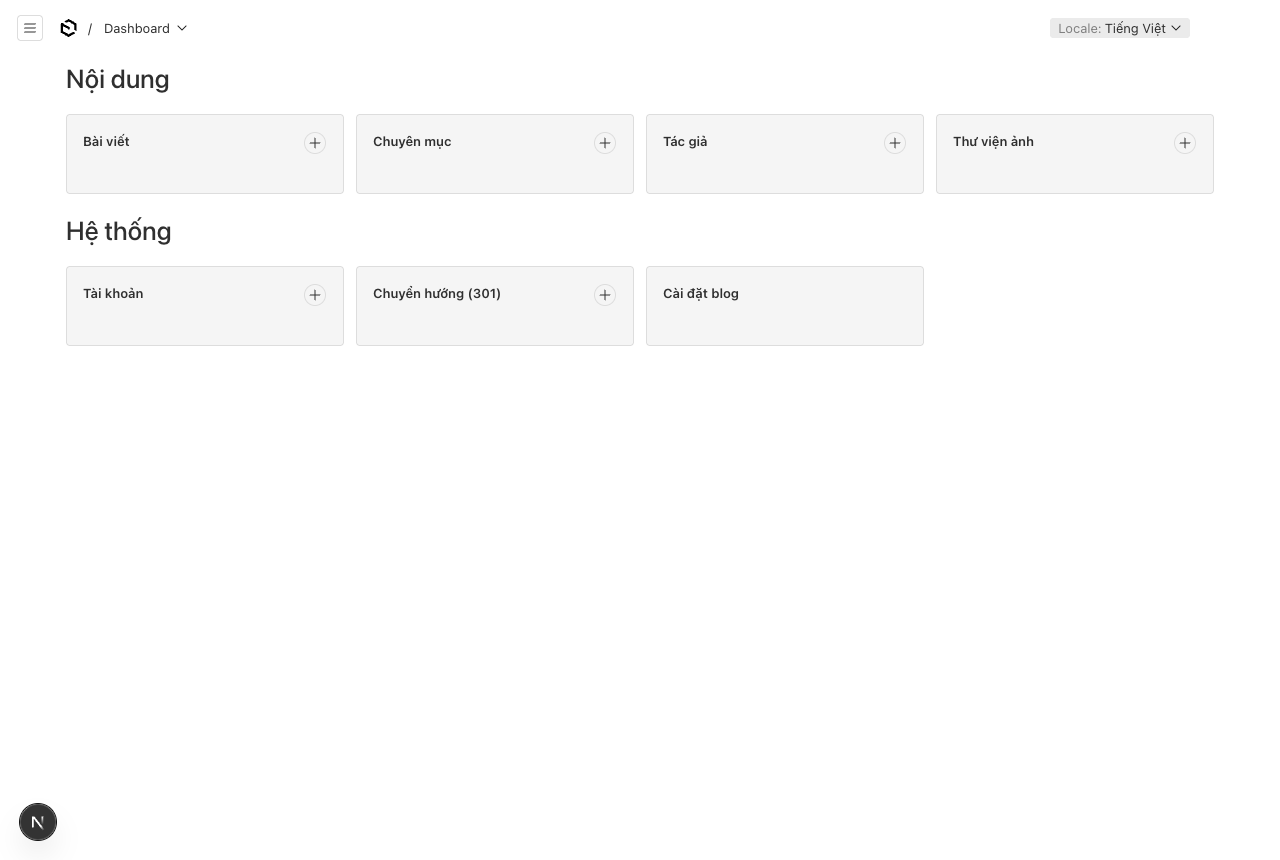 / Dashboard
Locale: Tiếng Việt
Nội dung
Bài viết
Chuyên mục
Tác giả
Thư viện ảnh
Hệ thống
Tài khoản
Chuyển hướng (301)
Cài đặt blog
N